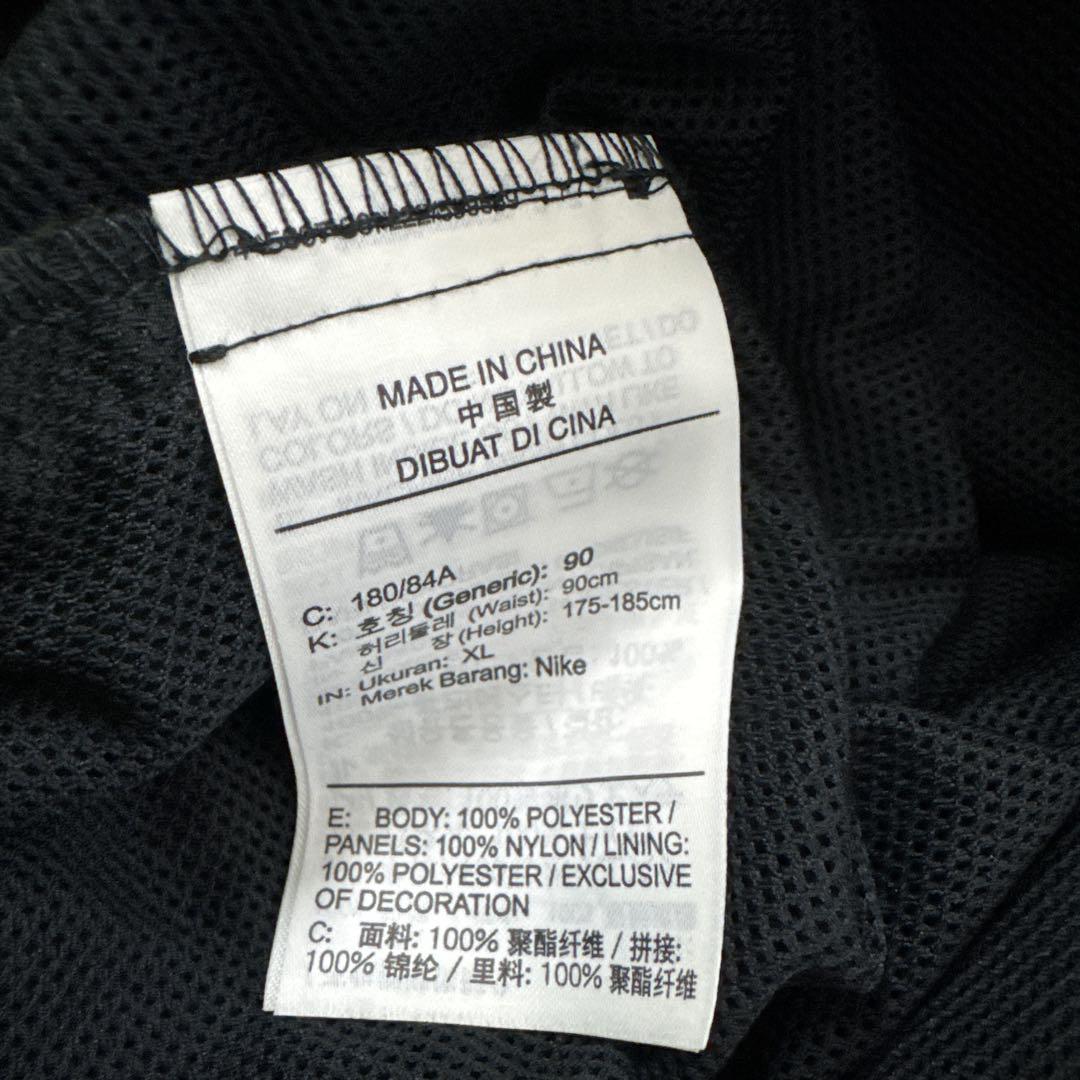 MADE IN CHINA
中国製
DIBUAT DI CINA
C: 180/84A
K: 호칭 (Generic): 90
허리둘레 (Waist): 90cm
신 장 (Height): 175-185cm
IN: Ukuran: XL
Merek Barang: Nike
E: BODY: 100% POLYESTER /
PANELS: 100% NYLON / LINING:
100% POLYESTER / EXCLUSIVE
OF DECORATION
C: 面料: 100% 聚酯纤维 / 拼接:
100% 锦纶 / 里料: 100% 聚酯纤维